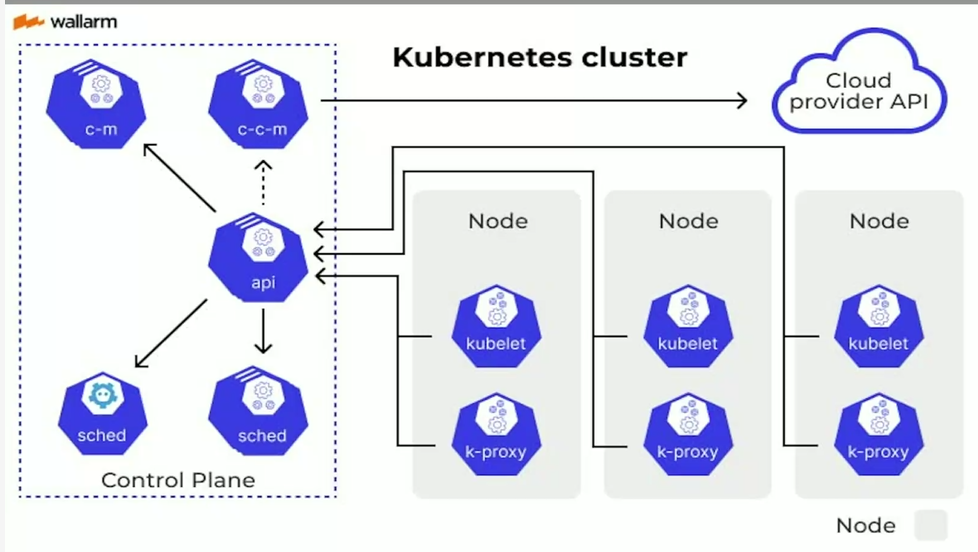 wallarm
Kubernetes cluster
Cloud
provider API
c-m
c-c-m
api
sched
sched
Control Plane
Node
Node
Node
kubelet
kubelet
kubelet
k-proxy
k-proxy
k-proxy
Node